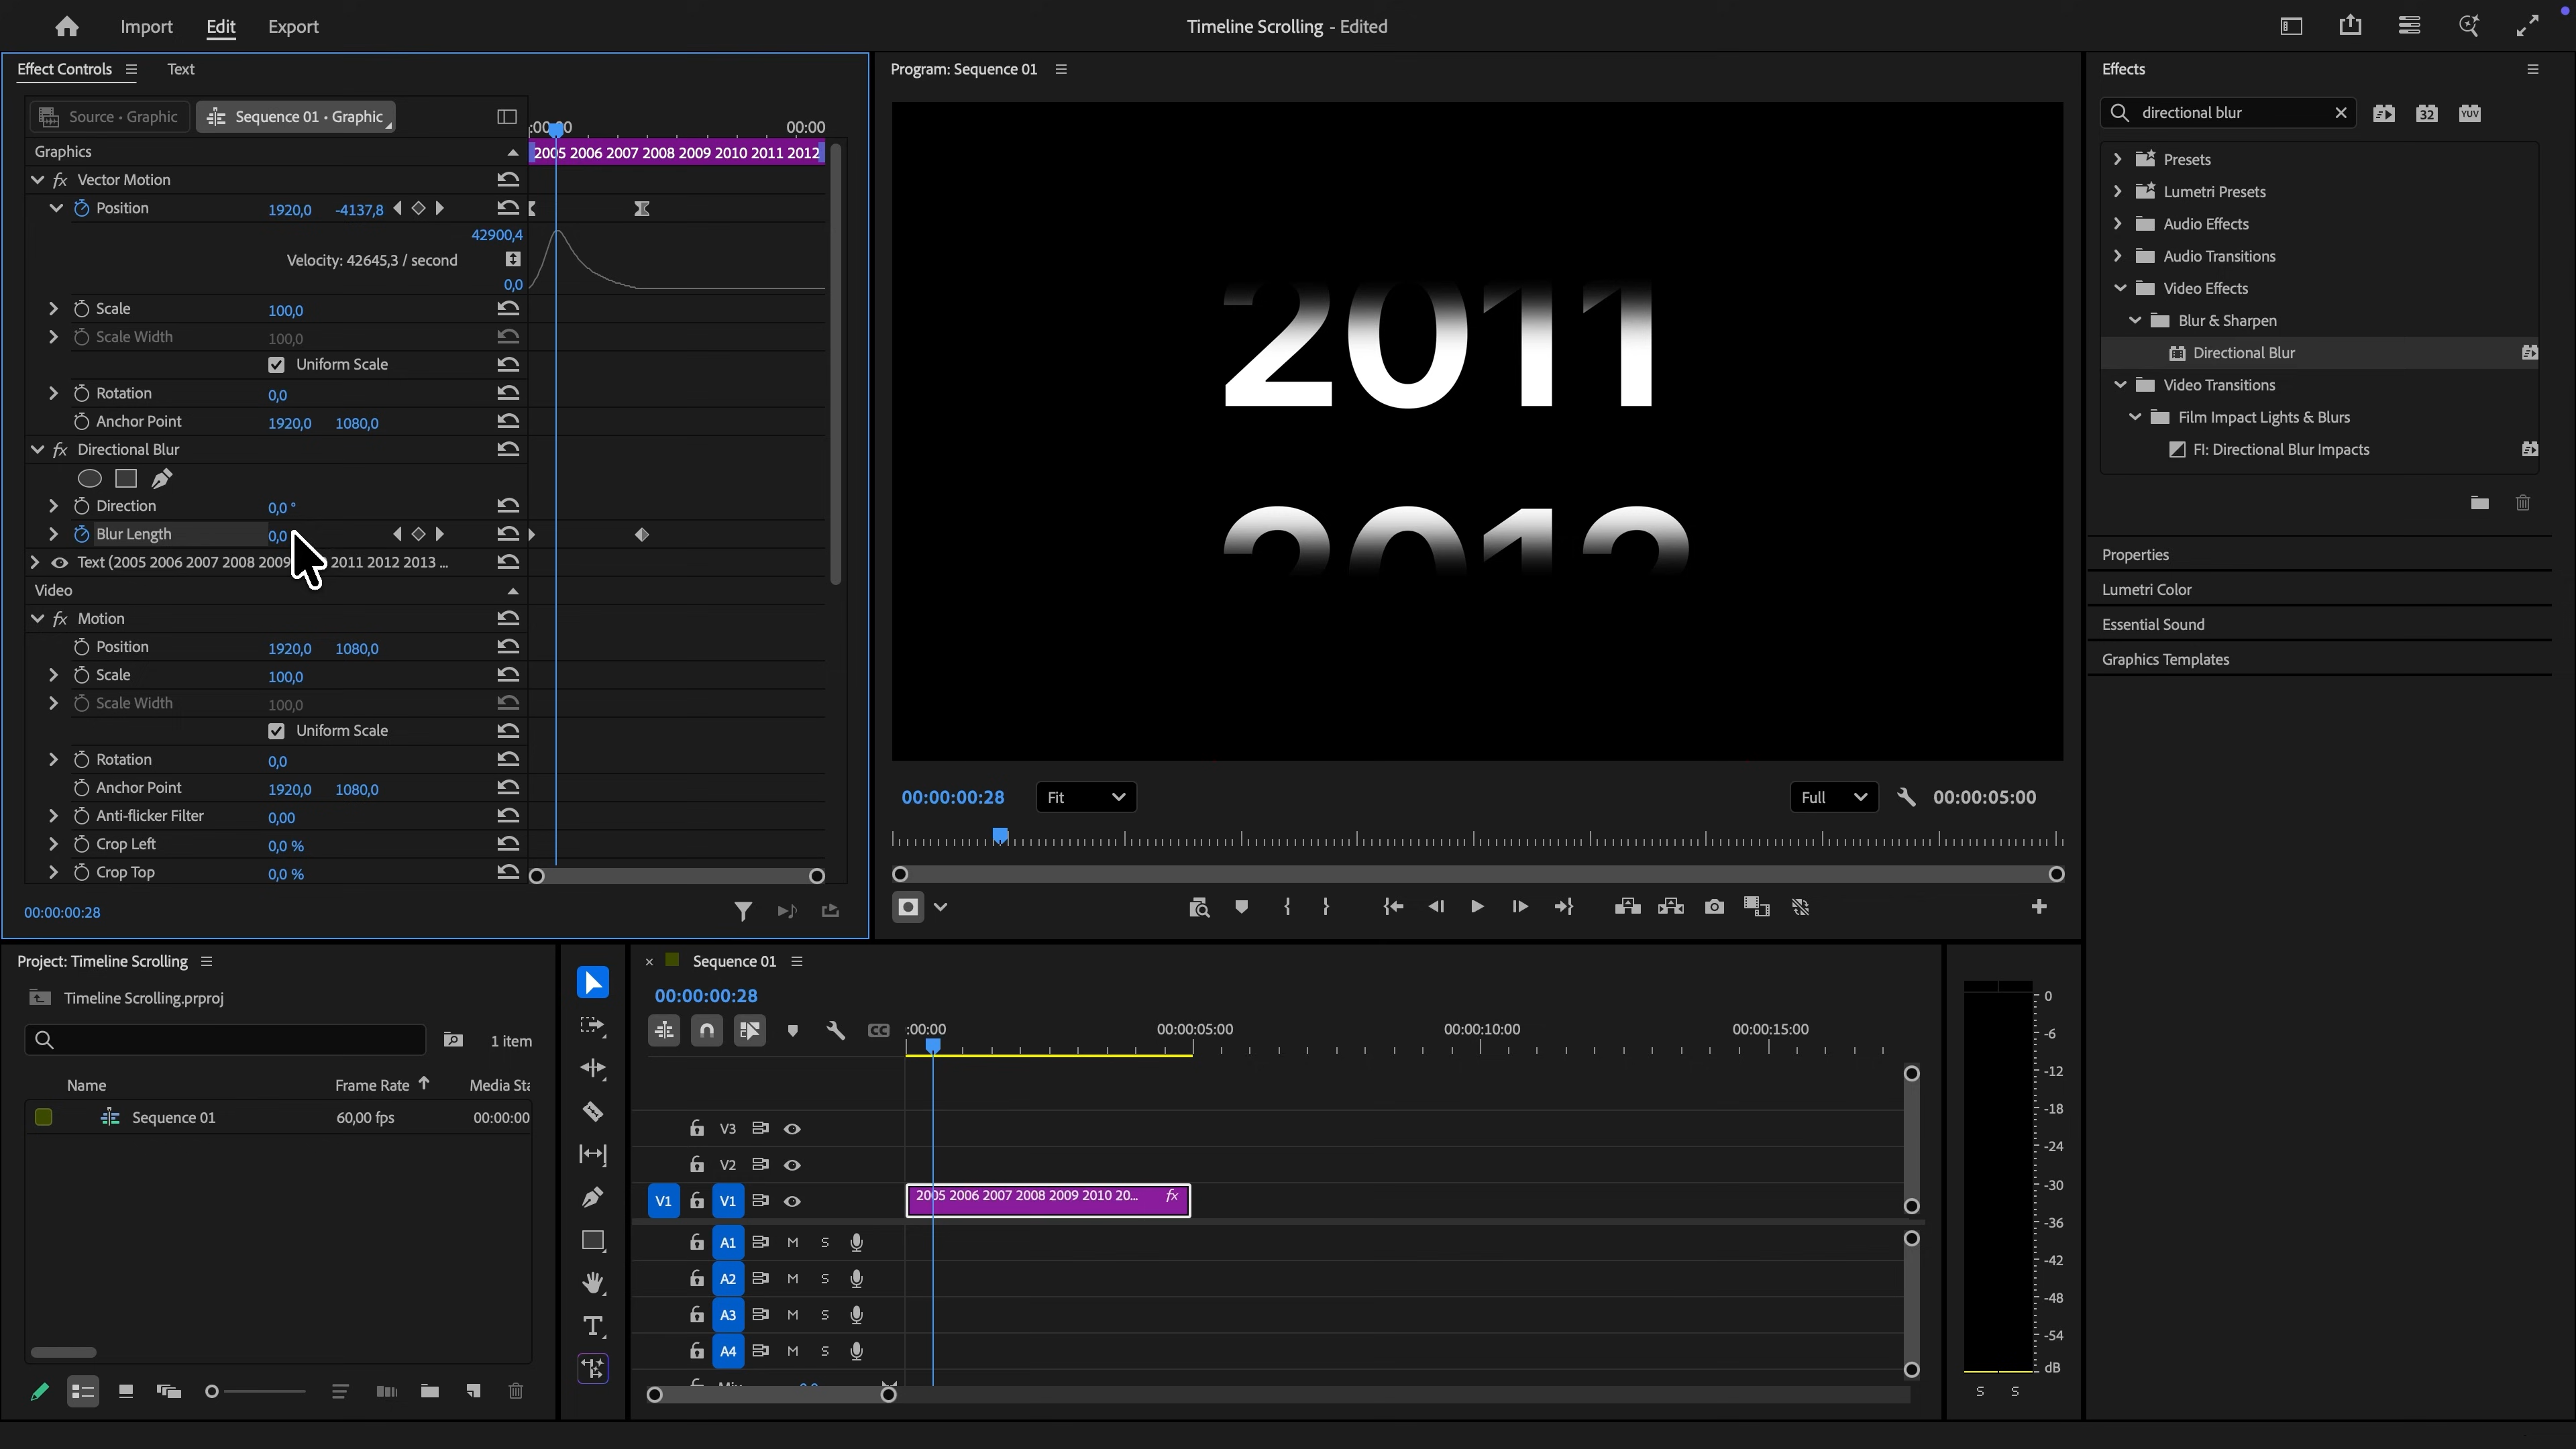 Import Edit Export
Timeline Scrolling - Edited
Effect Controls Text
Source • Graphic Sequence 01 • Graphic
00:00
Graphics
2005 2006 2007 2008 2009 2010 2011 2012
Vector Motion
Position 1920,0 -4137,8
42900,4
Velocity: 42645,3 / second
0,0
Scale 100,0
Scale Width 100,0
Uniform Scale
Rotation 0,0
Anchor Point 1920,0 1080,0
Directional Blur
Direction 0,0 °
Blur Length 0,0
Text (2005 2006 2007 2008 2009 2011 2012 2013 ...
Video
Motion
Position 1920,0 1080,0
Scale 100,0
Scale Width 100,0
Uniform Scale
Rotation 0,0
Anchor Point 1920,0 1080,0
Anti-flicker Filter 0,00
Crop Left 0,0 %
Crop Top 0,0 %
00:00:00:28
Program: Sequence 01
2011
2012
00:00:00:28 Fit Full 00:00:05:00
Effects
directional blur
32 YUV
Presets
Lumetri Presets
Audio Effects
Audio Transitions
Video Effects
Blur & Sharpen
Directional Blur
Video Transitions
Film Impact Lights & Blurs
FI: Directional Blur Impacts
Properties
Lumetri Color
Essential Sound
Graphics Templates
Project: Timeline Scrolling
Timeline Scrolling.prproj
1 item
Name Frame Rate Media Sta
Sequence 01 60,00 fps 00:00:00
× Sequence 01
00:00:00:28
CC :00:00 00:00:05:00 00:00:10:00 00:00:15:00
V3
V2
V1 V1 2005 2006 2007 2008 2009 2010 20... fx
A1 M S
A2 M S
A3 M S
A4 M S
0
-6
-12
-18
-24
-30
-36
-42
-48
-54
dB
S S